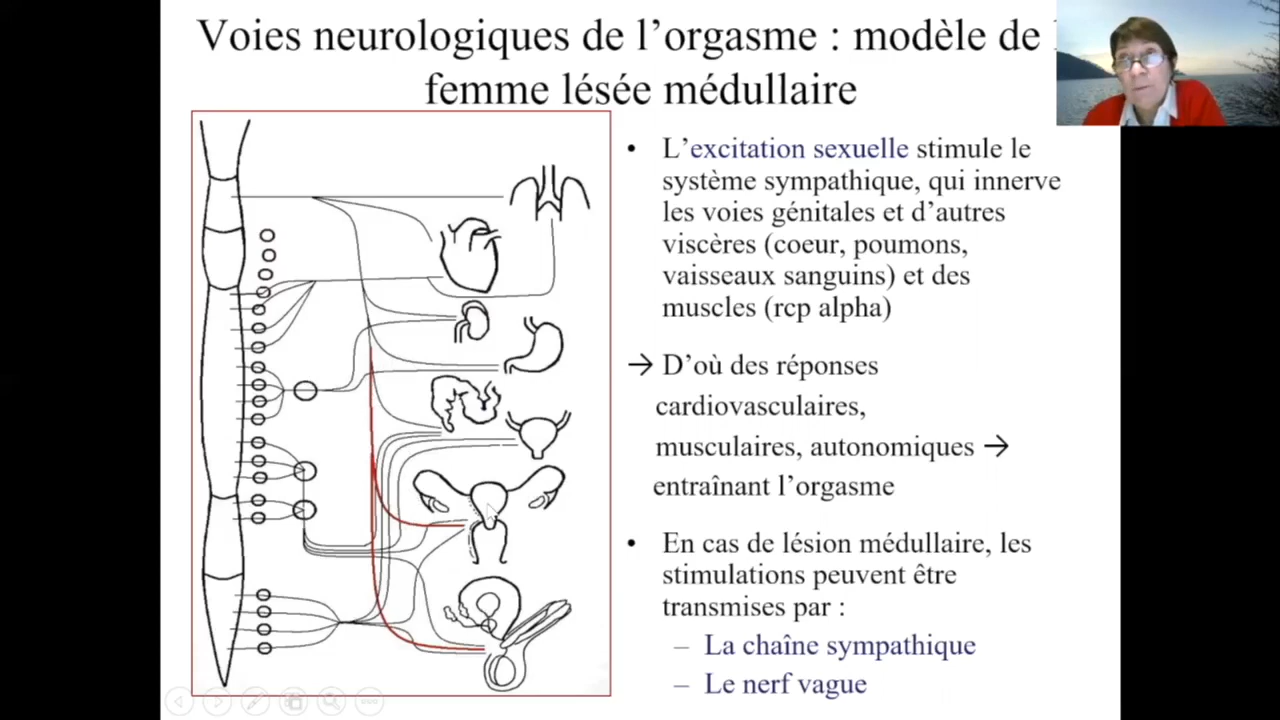 Voies neurologiques de l’orgasme : modèle de
femme lésée médullaire
• L’excitation sexuelle stimule le
système sympathique, qui innerve
les voies génitales et d’autres
viscères (coeur, poumons,
vaisseaux sanguins) et des
muscles (rcp alpha)
→ D’où des réponses
cardiovasculaires,
musculaires, autonomiques →
entraînant l’orgasme
• En cas de lésion médullaire, les
stimulations peuvent être
transmises par :
– La chaîne sympathique
– Le nerf vague